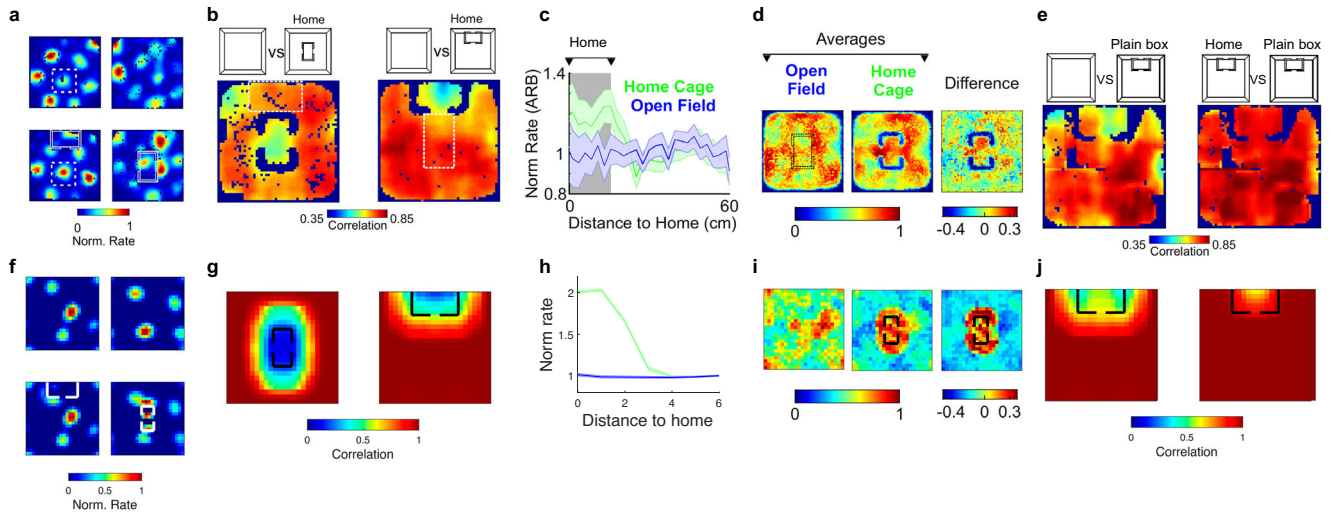 a
0
1
Norm. Rate
b
Home
vs
Home
vs
0.35
0.85
Correlation
c
Home
1.4
0.8
Norm Rate (ARB)
Home Cage
Open Field
0
60
Distance to Home (cm)
d
Averages
Open
Field
Home
Cage
Difference
0
1
-0.4
0
0.3
e
Plain box
vs
Home
Plain box
vs
0.35
0.85
Correlation
f
0
0.5
1
Norm. Rate
g
0
0.5
1
Correlation
h
2
1
Norm rate
0
2
4
6
Distance to home
i
0
1
-0.4
0
0.3
j
0
0.5
1
Correlation